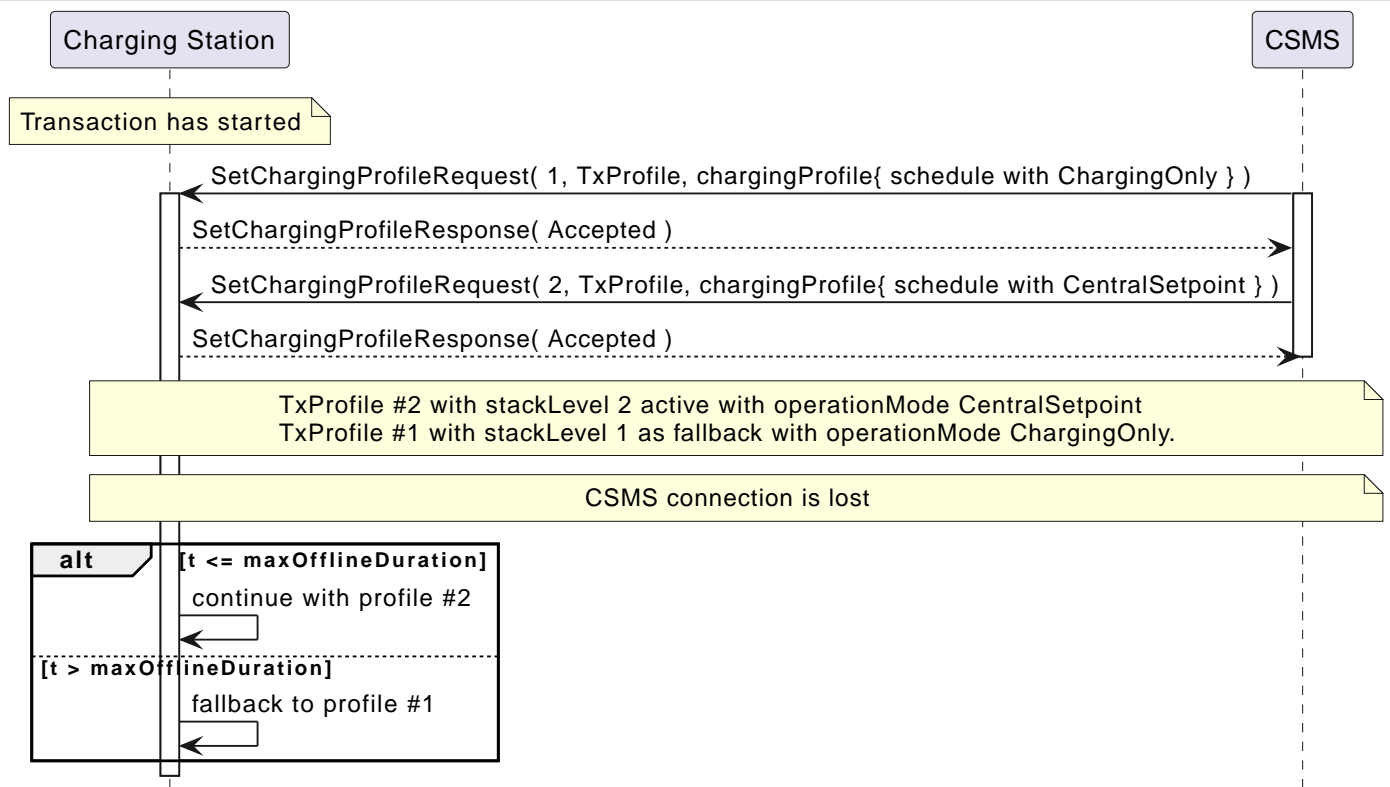 Charging Station
CSMS
Transaction has started
SetChargingProfileRequest( 1, TxProfile, chargingProfile{ schedule with ChargingOnly } )
SetChargingProfileResponse( Accepted )
SetChargingProfileRequest( 2, TxProfile, chargingProfile{ schedule with CentralSetpoint } )
SetChargingProfileResponse( Accepted )
TxProfile #2 with stackLevel 2 active with operationMode CentralSetpoint
TxProfile #1 with stackLevel 1 as fallback with operationMode ChargingOnly.
CSMS connection is lost
alt
[t <= maxOfflineDuration]
continue with profile #2
[t > maxOfflineDuration]
fallback to profile #1